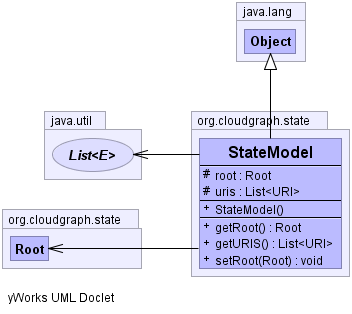 java.lang
Object
java.util
List<E>
org.cloudgraph.state
StateModel
# root : Root
# uris : List<URI>
+ StateModel()
+ getRoot() : Root
+ getURIS() : List<URI>
+ setRoot(Root) : void
org.cloudgraph.state
Root
yWorks UML Doclet